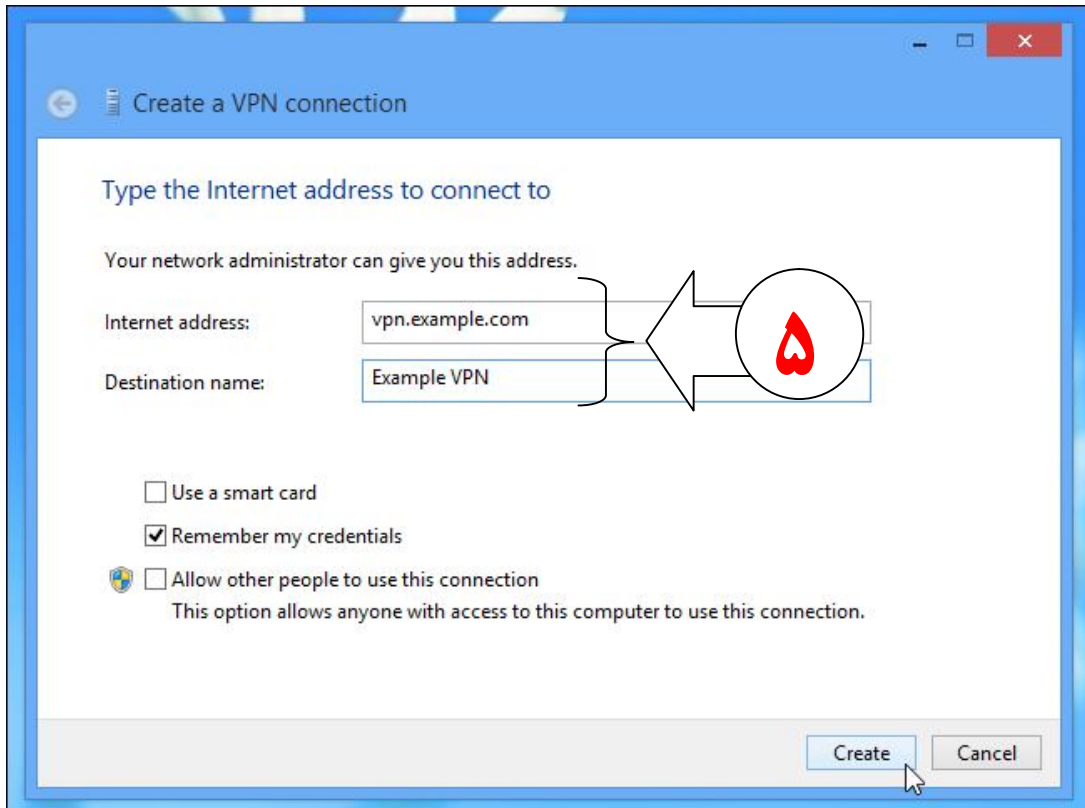 Create a VPN connection
Type the Internet address to connect to
Your network administrator can give you this address.
Internet address: vpn.example.com
Destination name: Example VPN
۵
Use a smart card
Remember my credentials
Allow other people to use this connection
This option allows anyone with access to this computer to use this connection.
Create Cancel